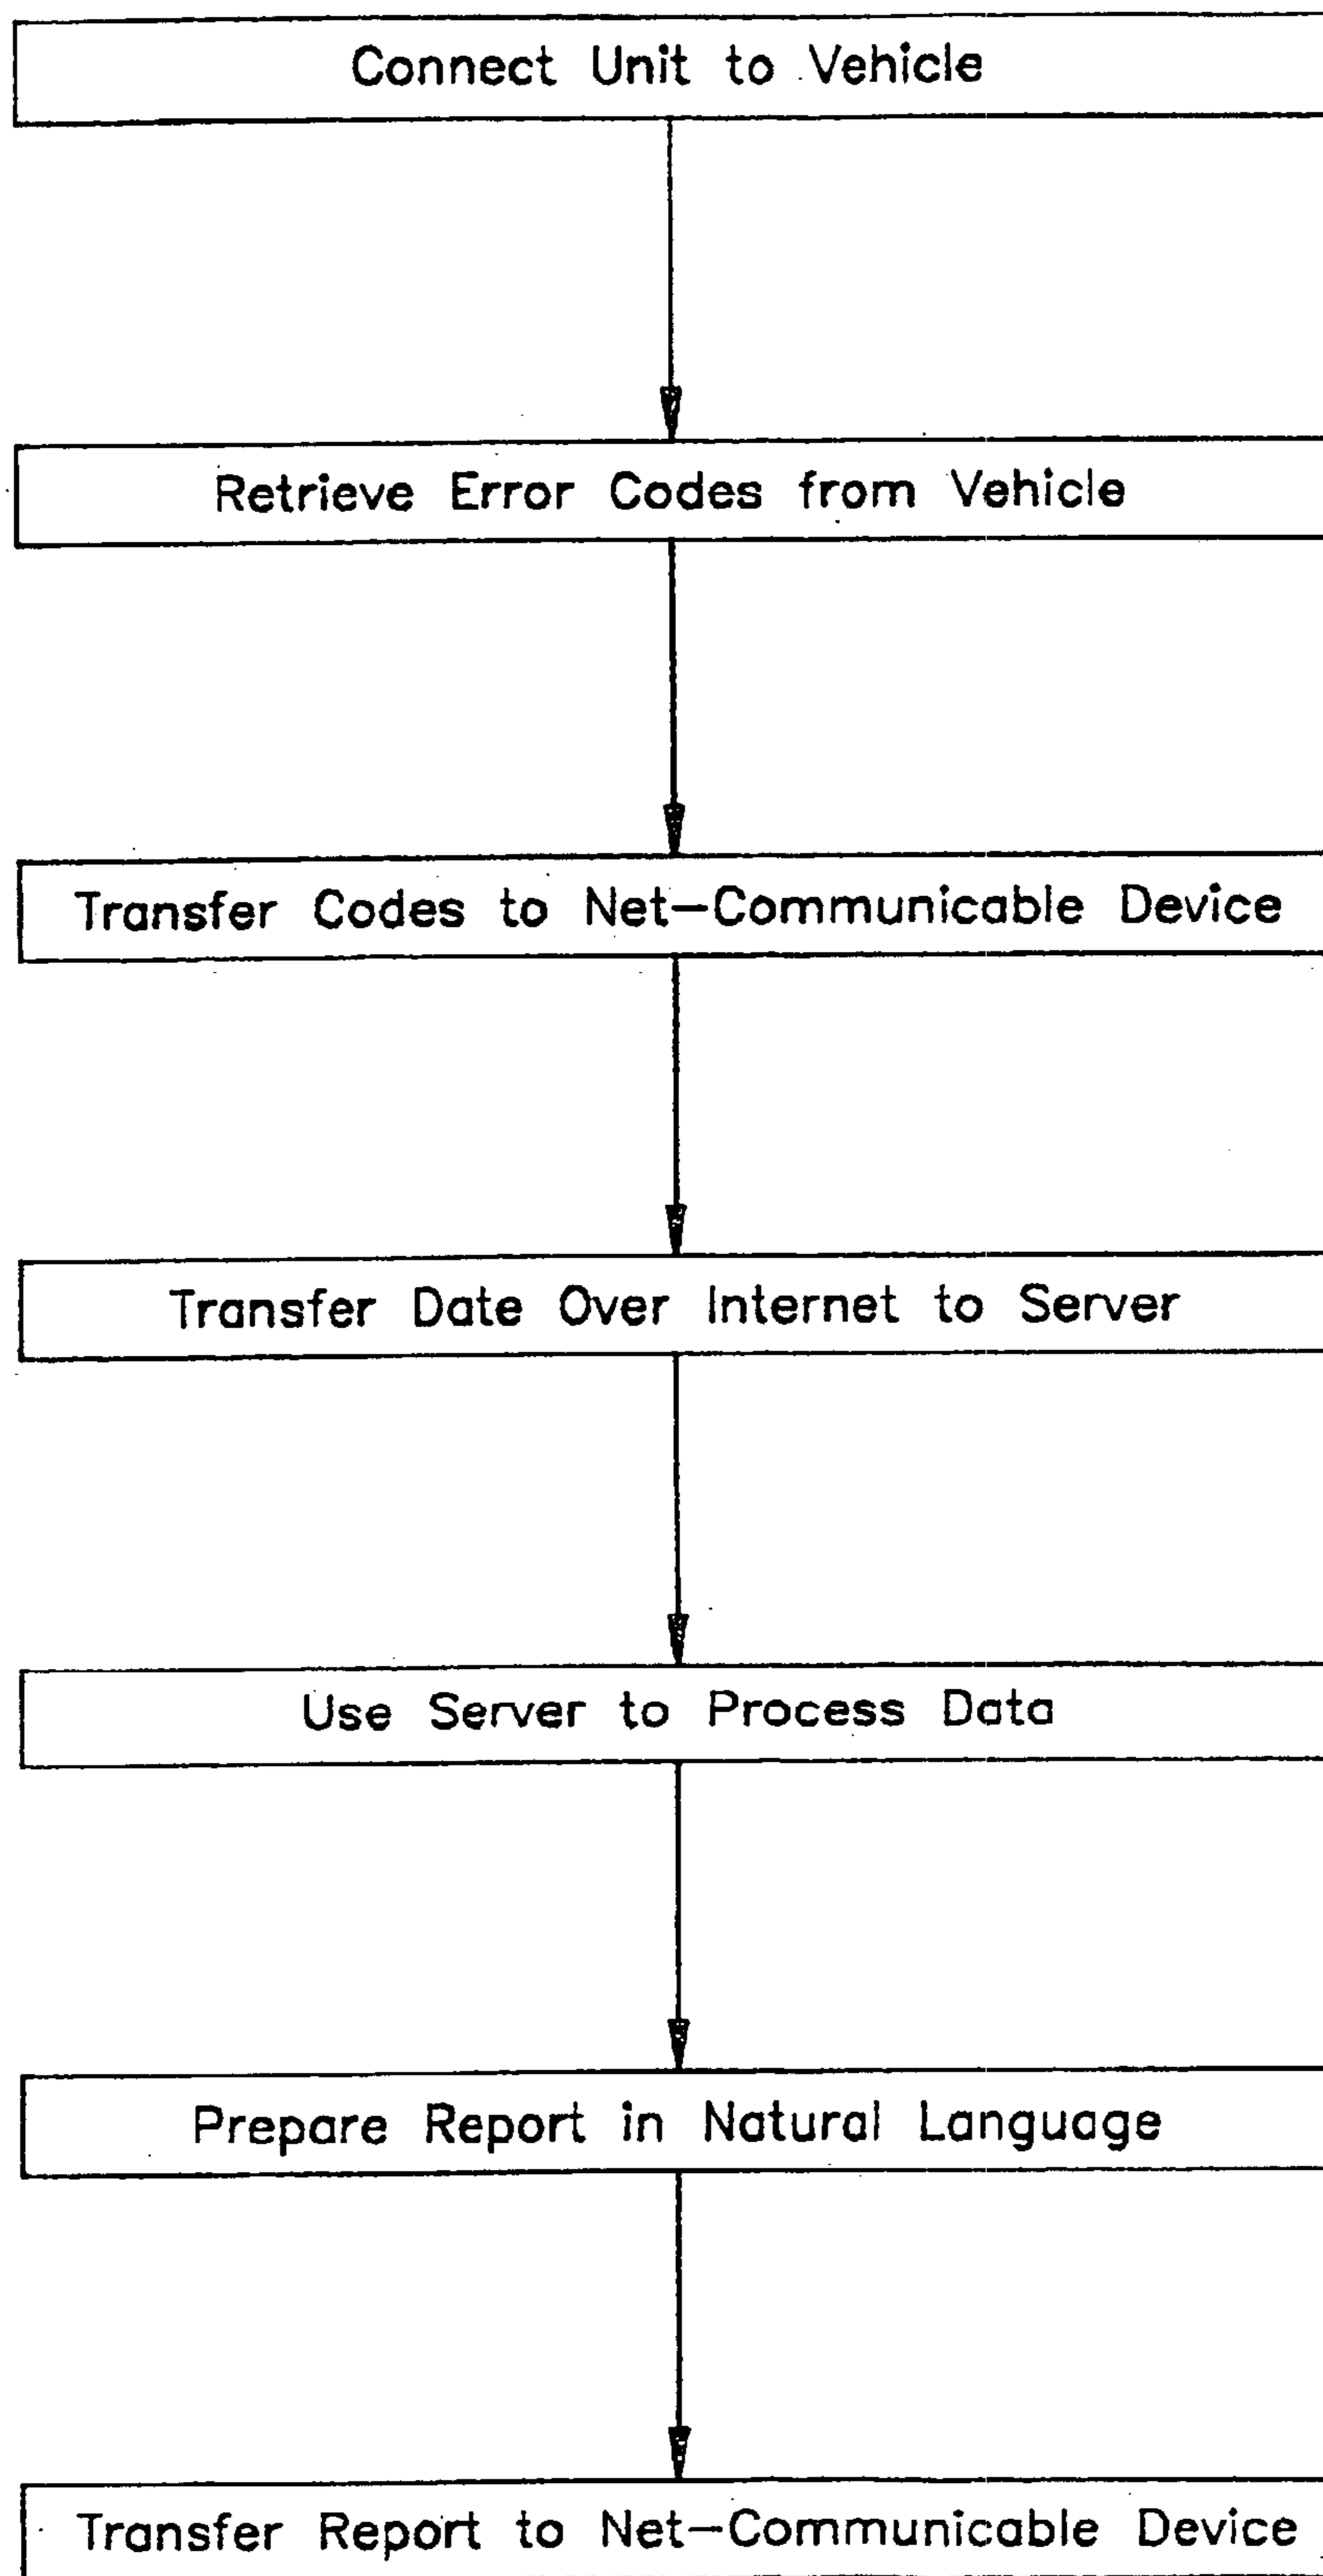 Connect Unit to Vehicle
Retrieve Error Codes from Vehicle
Transfer Codes to Net-Communicable Device
Transfer Date Over Internet to Server
Use Server to Process Data
Prepare Report in Natural Language
Transfer Report to Net-Communicable Device